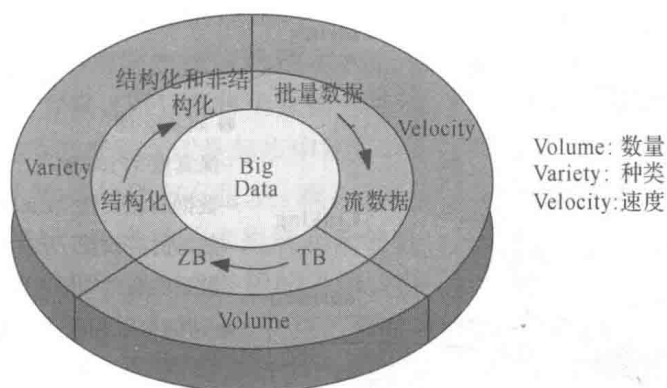 结构化和非结
构化
批量数据
Velocity
Variety
Big
Data
结构化
流数据
ZB
TB
Volume
Volume: 数量
Variety: 种类
Velocity:速度